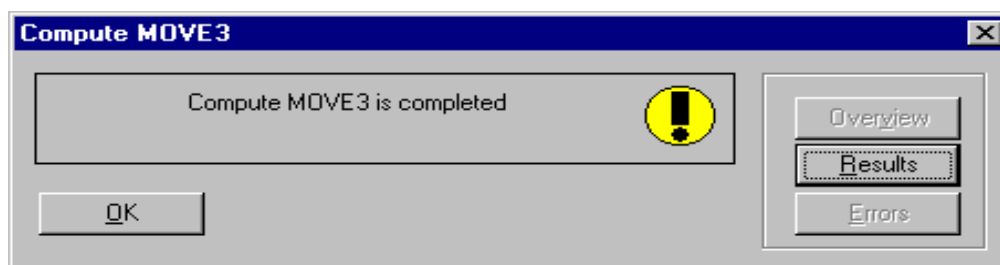 Compute MOVE3
Compute MOVE3 is completed
Overview
Results
OK
Errors